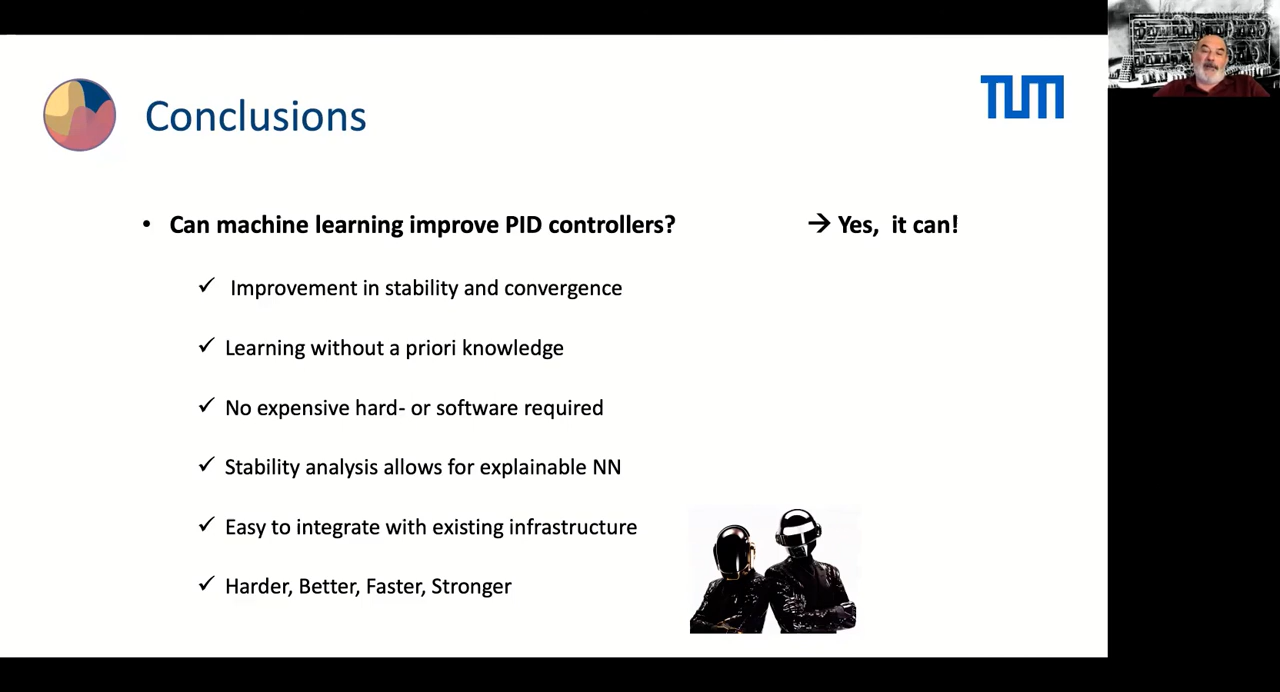 Conclusions
TUM
• Can machine learning improve PID controllers? → Yes, it can!
✓ Improvement in stability and convergence
✓ Learning without a priori knowledge
✓ No expensive hard- or software required
✓ Stability analysis allows for explainable NN
✓ Easy to integrate with existing infrastructure
✓ Harder, Better, Faster, Stronger